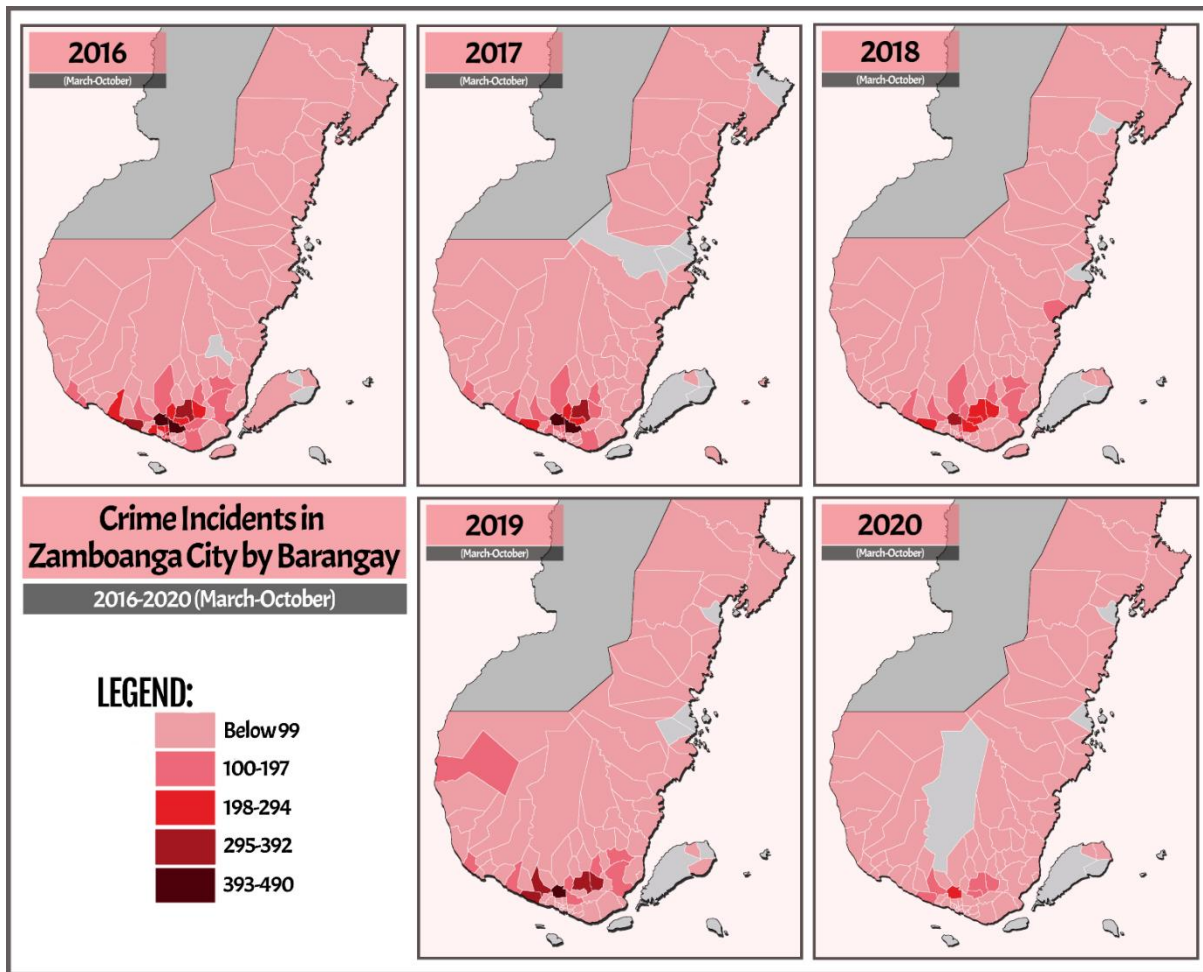 2016
(March-October)
2017
(March-October)
2018
(March-October)
Crime Incidents in
Zamboanga City by Barangay
2016-2020 (March-October)
LEGEND:
Below 99
100-197
198-294
295-392
393-490
2019
(March-October)
2020
(March-October)